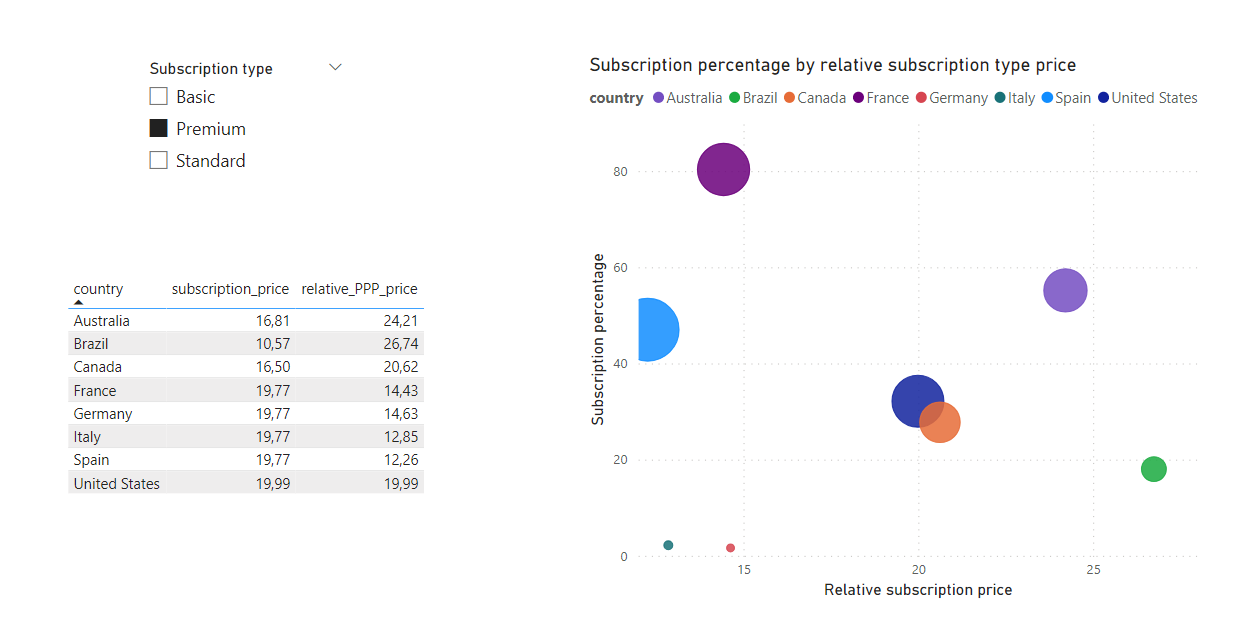 Subscription type
Basic
Premium
Standard
country subscription_price relative_PPP_price
Australia 16,81 24,21
Brazil 10,57 26,74
Canada 16,50 20,62
France 19,77 14,43
Germany 19,77 14,63
Italy 19,77 12,85
Spain 19,77 12,26
United States 19,99 19,99
Subscription percentage by relative subscription type price
country Australia Brazil Canada France Germany Italy Spain United States
Subscription percentage
80
60
40
20
0
15 20 25
Relative subscription price